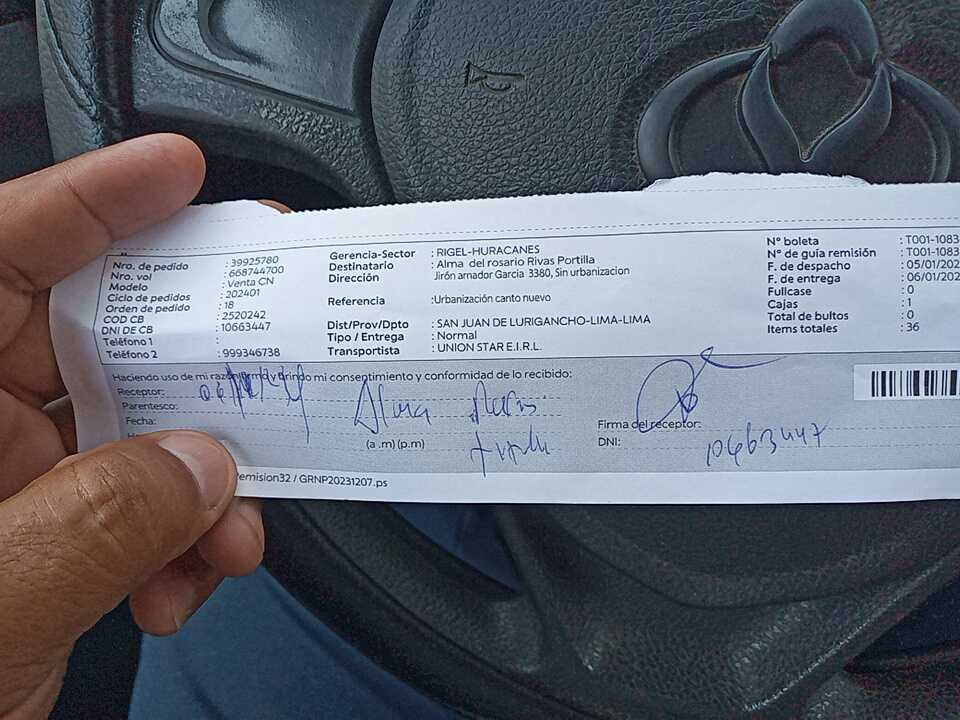 Nro. de pedido : 39925780
Nro. vol : 668744700
Modelo : Venta CN
Ciclo de pedidos : 202401
Orden de pedido : 18
COD CB : 2520242
DNI DE CB : 10663447
Teléfono 1 :
Teléfono 2 : 999346738
Gerencia-Sector : RIGEL-HURACANES
Destinatario : Alma del rosario Rivas Portilla
Dirección Jirón amador Garcia 3380, Sin urbanizacion
Referencia :Urbanización canto nuevo
Dist/Prov/Dpto : SAN JUAN DE LURIGANCHO-LIMA-LIMA
Tipo / Entrega : Normal
Transportista : UNION STAR E.I.R.L.
N° boleta : T001-1083
N° de guía remisión : T001-1083
F. de despacho : 05/01/202
F. de entrega : 06/01/202
Fullcase : 0
Cajas : 1
Total de bultos : 0
Items totales : 36
Haciendo uso de mi mi consentimiento y conformidad de lo recibido:
Receptor: Alma Rivas
Parentesco:
Fecha:
(a .m) (p.m)
Firma del receptor:
DNI: 10663447
emision32 / GRNP20231207.ps